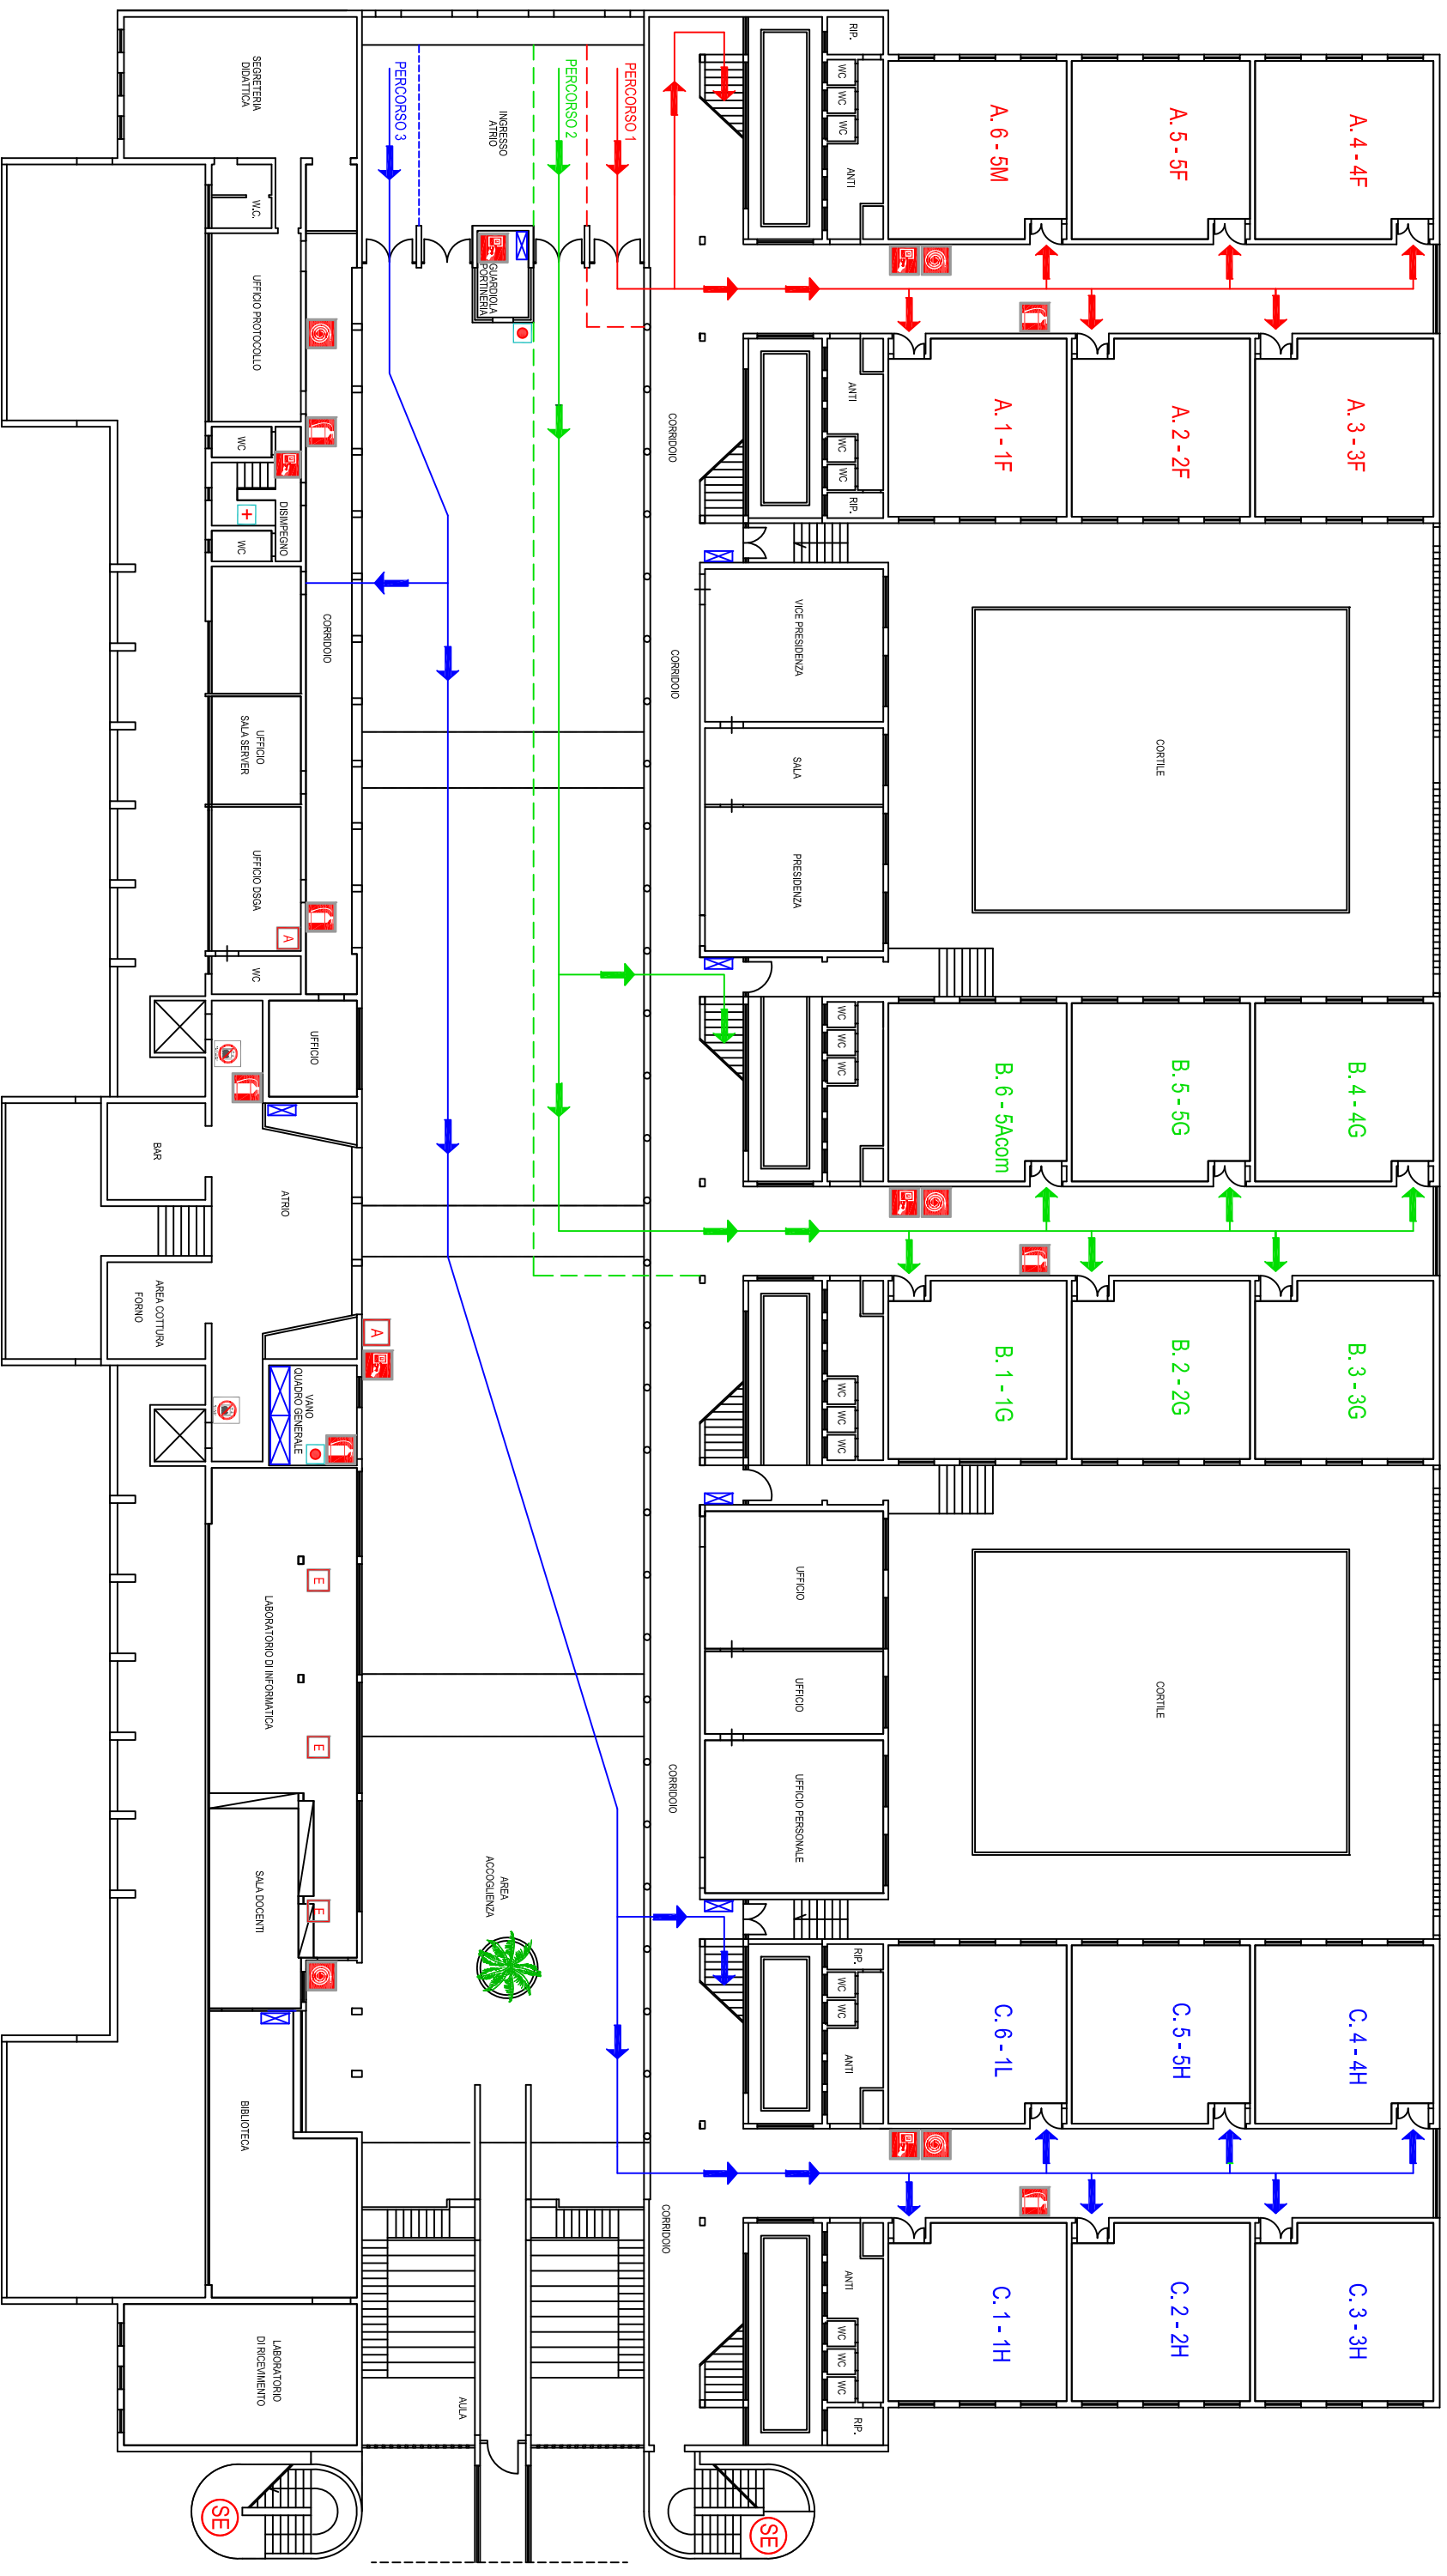 RIP.
WC
WC
WC
ANTI
A. 6 - 5M
A. 5 - 5F
A. 4 - 4F
SEGRETERIA
DIDATTICA
W.C.
UFFICIO PROTOCOLLO
PERCORSO 3
INGRESSO
ATRIO
PERCORSO 2
PERCORSO 1
GUARDIOLA
PORTINERIA
CORRIDOIO
ANTI
WC
WC
RIP.
A. 1 - 1F
A. 2 - 2F
A. 3 - 3F
WC
DISIMPEGNO
WC
CORRIDOIO
CORRIDOIO
VICE PRESIDENZA
SALA
PRESIDENZA
CORTILE
UFFICIO
SALA SERVER
UFFICIO DSGA
A
WC
UFFICIO
WC
WC
WC
B. 6 - 5Acom
B. 5 - 5G
B. 4 - 4G
BAR
ATRIO
AREA COTTURA
FORNO
A
VANO
QUADRO GENERALE
WC
WC
WC
B. 1 - 1G
B. 2 - 2G
B. 3 - 3G
LABORATORIO DI INFORMATICA
E
E
E
UFFICIO
UFFICIO
UFFICIO PERSONALE
CORTILE
CORRIDOIO
AREA
ACCOGLIENZA
SALA DOCENTI
BIBLIOTECA
RIP.
WC
WC
ANTI
C. 6 - 1L
C. 5 - 5H
C. 4 - 4H
CORRIDOIO
ANTI
WC
WC
WC
RIP.
C. 1 - 1H
C. 2 - 2H
C. 3 - 3H
LABORATORIO
DI RICEVIMENTO
AULA
SE
SE